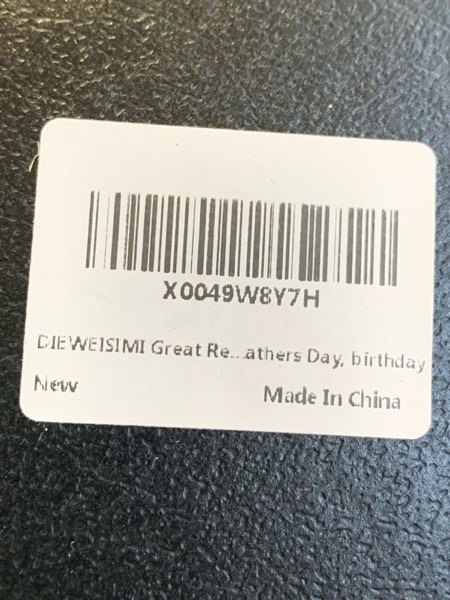 X0049W8Y7H
DIEWEISIMI Great Re...athers Day, birthday
New
Made In China